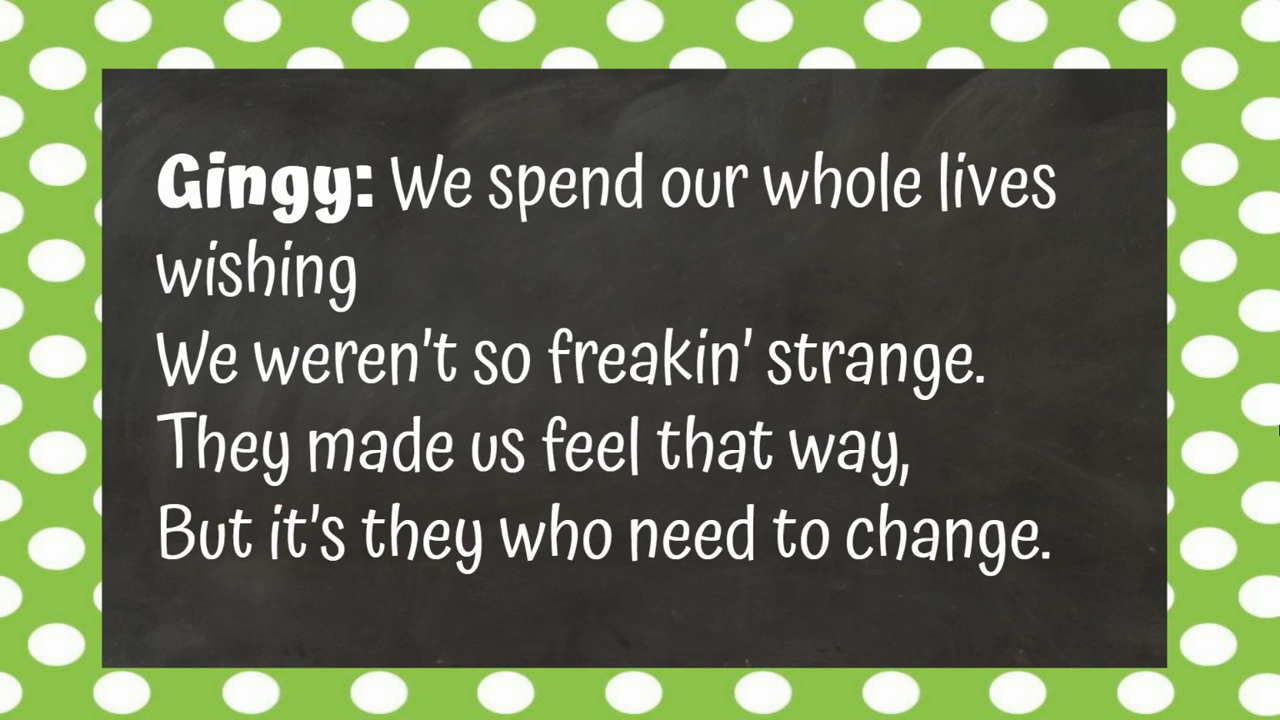 Gingy: We spend our whole lives
wishing
We weren't so freakin' strange.
They made us feel that way,
But it's they who need to change.